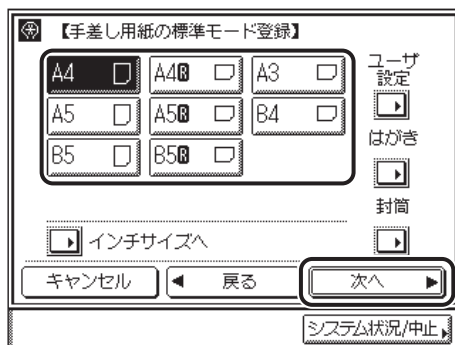 【手差し用紙の標準モード登録】
A4 A4R A3
A5 A5R B4
B5 B5R
ユーザ
設定
はがき
封筒
インチサイズへ
キャンセル 戻る 次へ
システム状況/中止